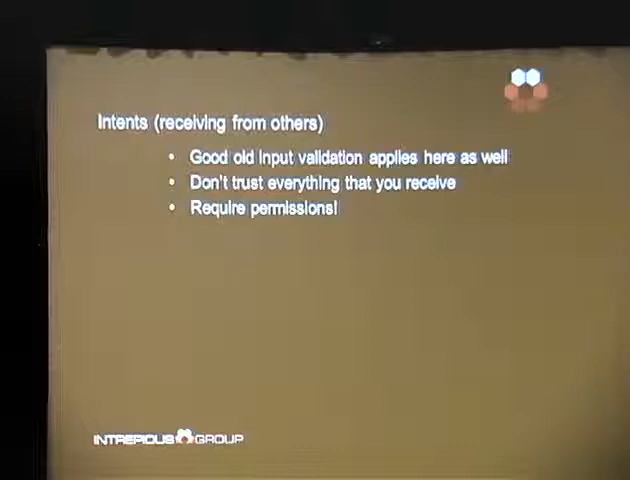 Intents (receiving from others)
• Good old input validation applies here as well
• Don't trust everything that you receive
• Require permissions!
INTREPIDUS GROUP